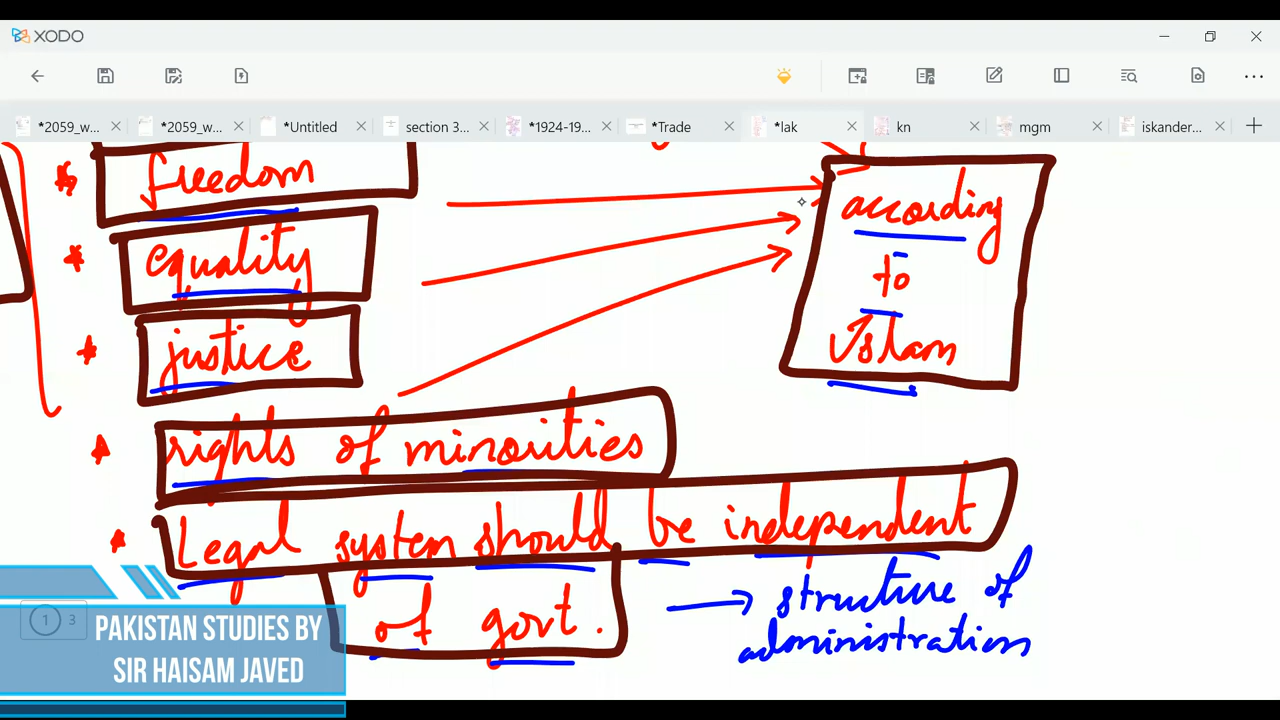 XODO
*2059_w...
*2059_w...
*Untitled
section 3...
*1924-19...
*Trade
*lak
kn
mgm
iskander...
freedom
equality
justice
according
to
Islam
rights of minorities
Legal system should be independent
of govt.
structure of
administration
1 3
PAKISTAN STUDIES BY
SIR HAISAM JAVED